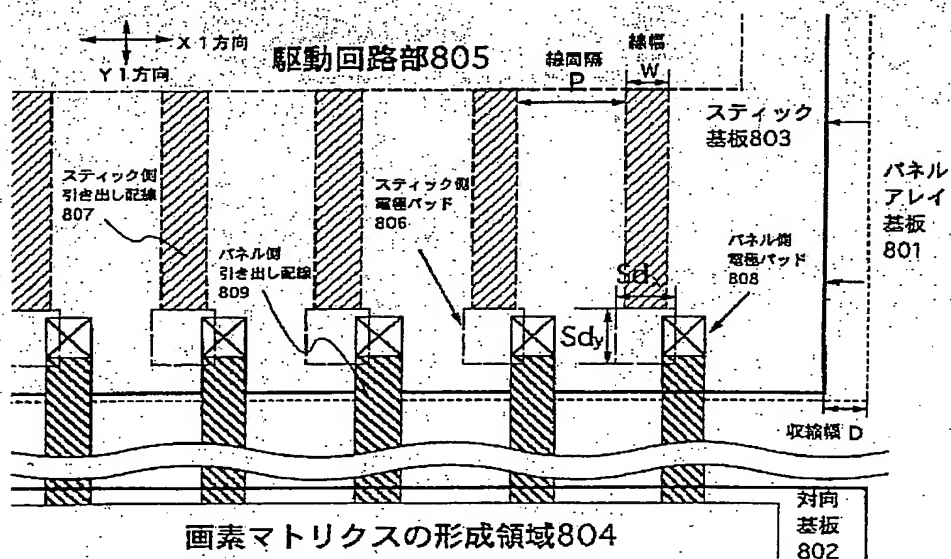 X1方向
Y1方向
駆動回路部805
線間隔
P
線幅
W
スティック
基板803
パネル
アレイ
基板
801
スティック側
引き出し配線
807
スティック側
電極パッド
806
パネル側
引き出し配線
809
パネル側
電極パッド
808
Sdx
Sdy
収縮幅 D
対向
基板
802
画素マトリクスの形成領域804